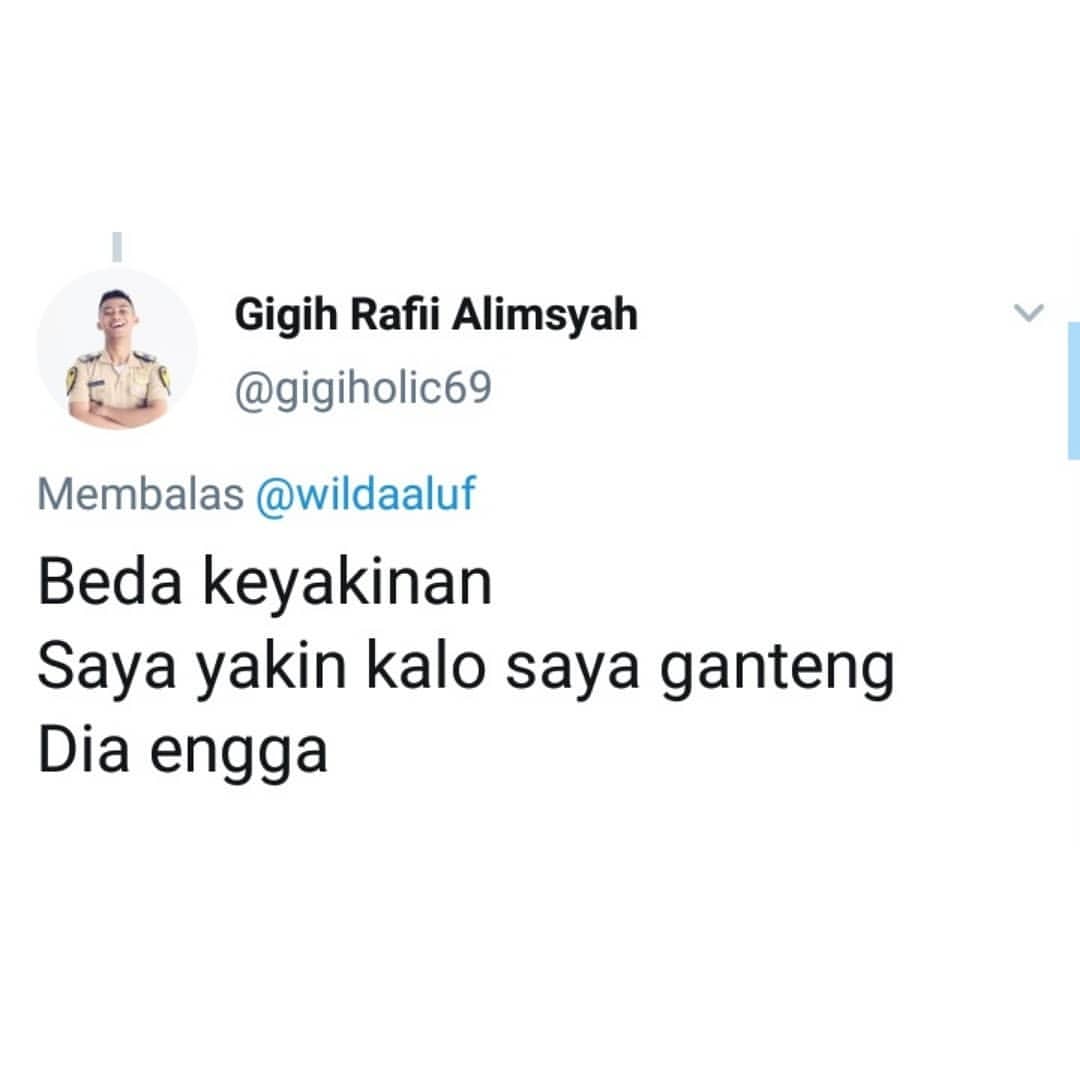 Gigih Rafii Alimsyah
@gigiholic69
Membalas @wildaaluf
Beda keyakinan
Saya yakin kalo saya ganteng
Dia engga